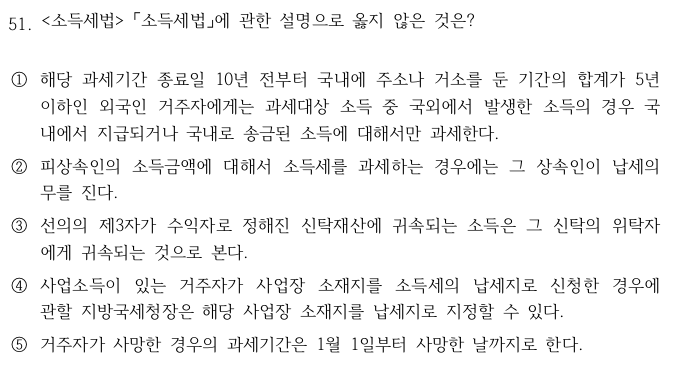 51. <소득세법> 「소득세법」에 관한 설명으로 옳지 않은 것은?
① 해당 과세기간 종료일 10년 전부터 국내에 주소나 거소를 둔 기간의 합계가 5년
이하인 외국인 거주자에게는 과세대상 소득 중 국외에서 발생한 소득의 경우 국
내에서 지급되거나 국내로 송금된 소득에 대해서만 과세한다.
② 피상속인의 소득금액에 대해서 소득세를 과세하는 경우에는 그 상속인이 납세의
무를 진다.
③ 선의의 제3자가 수익자로 정해진 신탁재산에 귀속되는 소득은 그 신탁의 위탁자
에게 귀속되는 것으로 본다.
④ 사업소득이 있는 거주자가 사업장 소재지를 소득세의 납세지로 신청한 경우에
관할 지방국세청장은 해당 사업장 소재지를 납세지로 지정할 수 있다.
⑤ 거주자가 사망한 경우의 과세기간은 1월 1일부터 사망한 날까지로 한다.